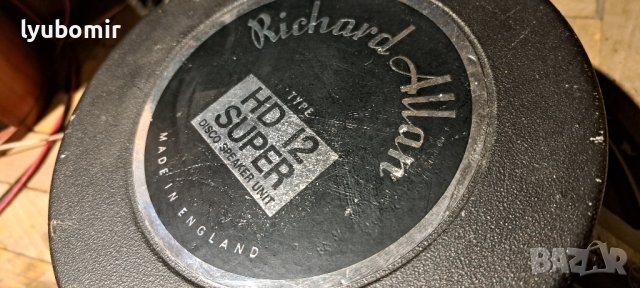 lyubomir
Richard Allan
TYPE
HD 12
SUPER
DISCO SPEAKER UNIT
MADE IN ENGLAND
BAZAR